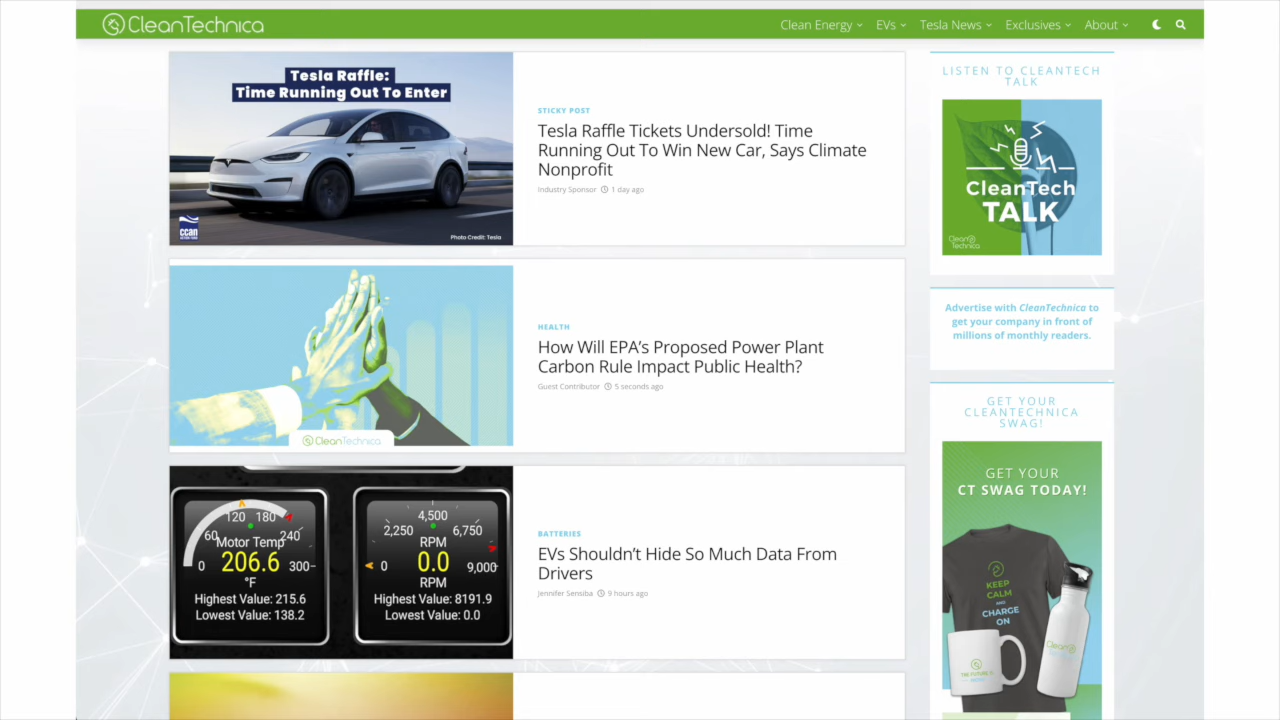 CleanTechnica
Clean Energy
EVs
Tesla News
Exclusives
About
Tesla Raffle:
Time Running Out To Enter
ccan
Photo Credit: Tesla
STICKY POST
Tesla Raffle Tickets Undersold! Time
Running Out To Win New Car, Says Climate
Nonprofit
Industry Sponsor 1 day ago
CleanTechnica
HEALTH
How Will EPA's Proposed Power Plant
Carbon Rule Impact Public Health?
Guest Contributor 5 seconds ago
120 180
60 240
Motor Temp
0 206.6 300
°F
Highest Value: 215.6
Lowest Value: 138.2
4,500
2,250 6,750
RPM
0 0.0 9,000
RPM
Highest Value: 8191.9
Lowest Value: 0.0
BATTERIES
EVs Shouldn't Hide So Much Data From
Drivers
Jennifer Sensiba 9 hours ago
LISTEN TO CLEANTECH
TALK
CleanTech
TALK
Clean
Technica
Advertise with CleanTechnica to
get your company in front of
millions of monthly readers.
GET YOUR
CLEANTECHNICA
SWAG!
GET YOUR
CT SWAG TODAY!
KEEP
CALM
AND
CHARGE
ON
Clean